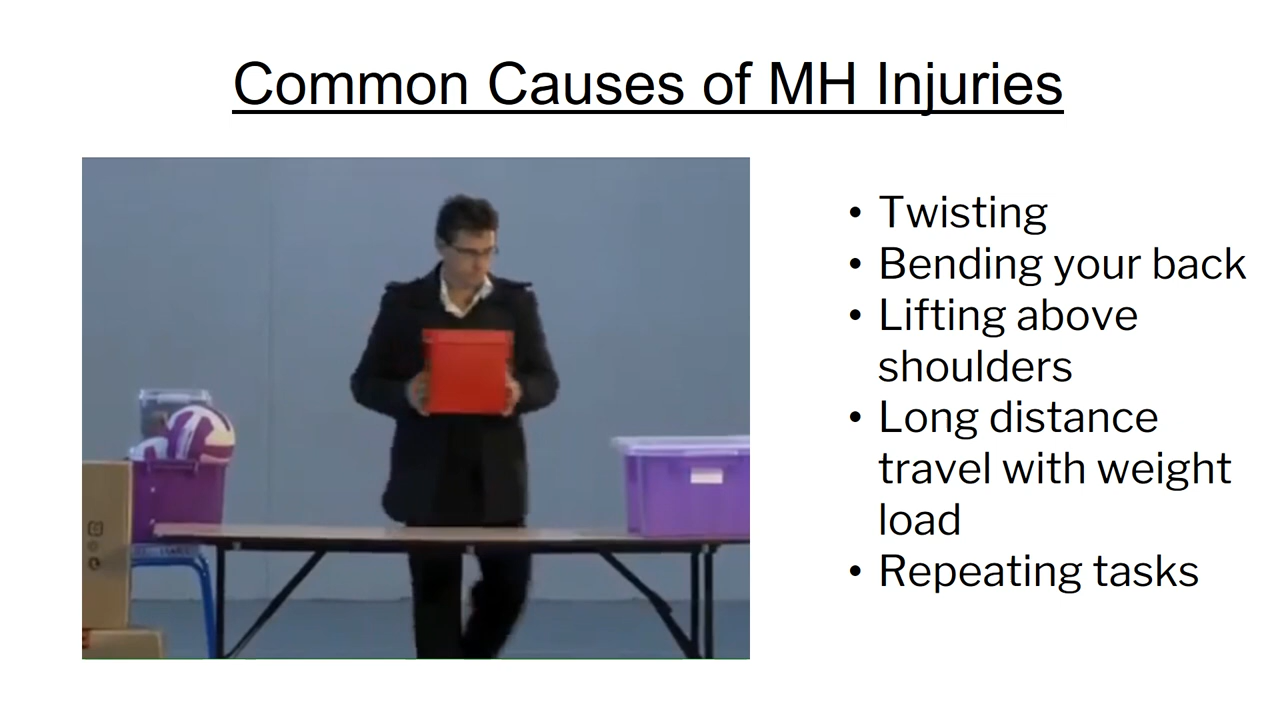 Common Causes of MH Injuries
• Twisting
• Bending your back
• Lifting above
shoulders
• Long distance
travel with weight
load
• Repeating tasks